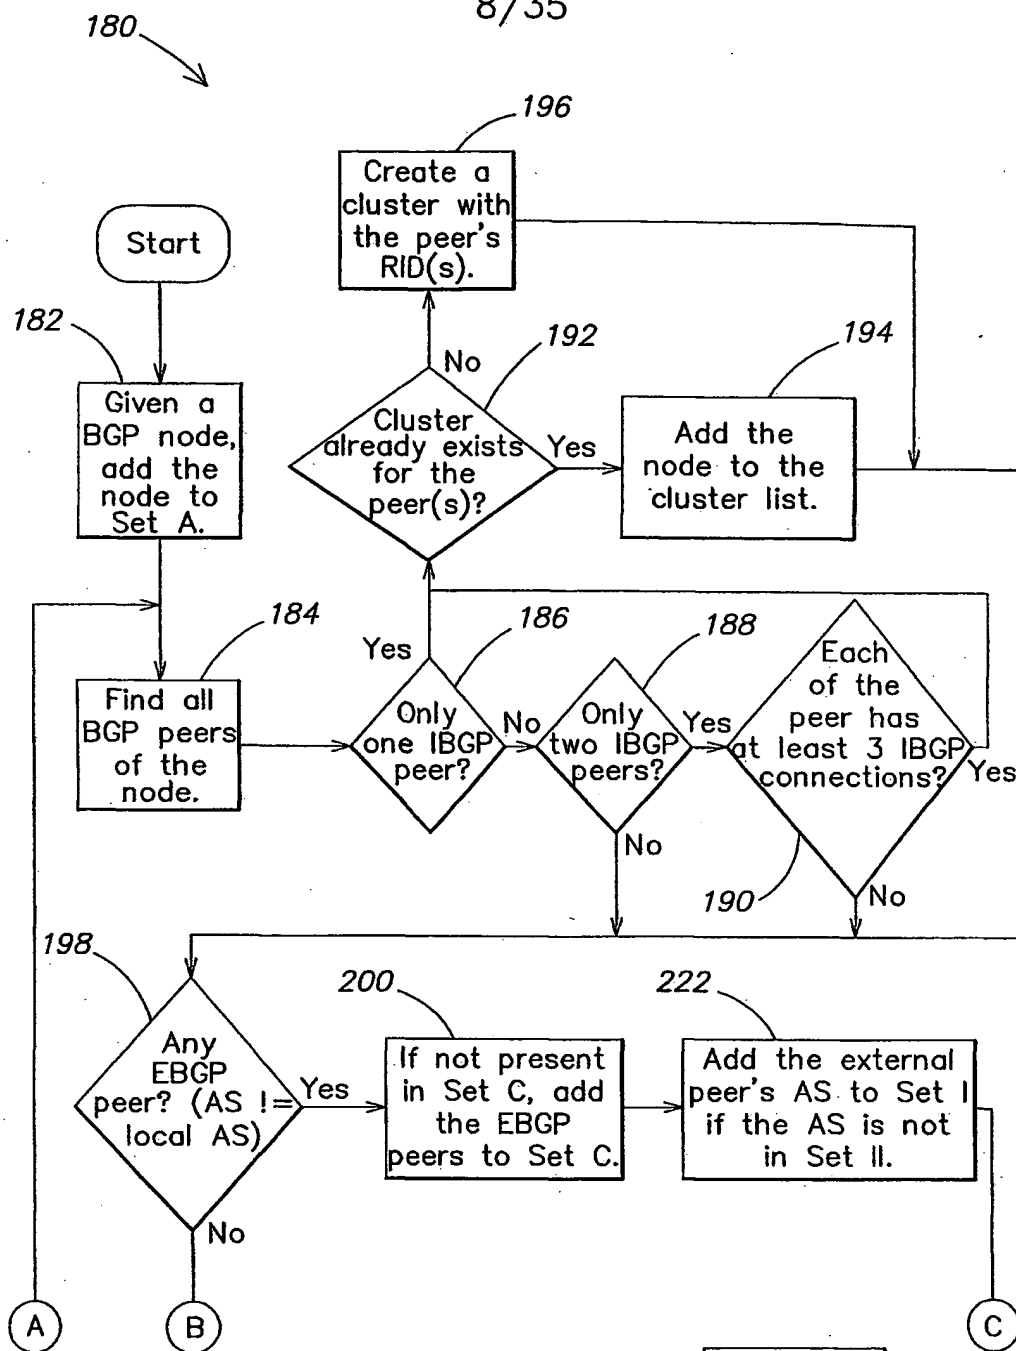 8/35
180
196
Create a
cluster with
the peer's
RID(s).
Start
182
192
194
No
Given a
BGP node,
add the
node to
Set A.
Cluster
already exists
for the
peer(s)?
Yes
Add the
node to the
cluster list.
184
186
188
Yes
Find all
BGP peers
of the
node.
Only
one IBGP
peer?
No
Only
two IBGP
peers?
Yes
Each
of the
peer has
at least 3 IBGP
connections?
Yes
No
190
No
198
200
222
Any
EBGP
peer? (AS !=
local AS)
Yes
If not present
in Set C, add
the EBGP
peers to Set C.
Add the external
peer's AS to Set I
if the AS is not
in Set II.
No
A
B
C